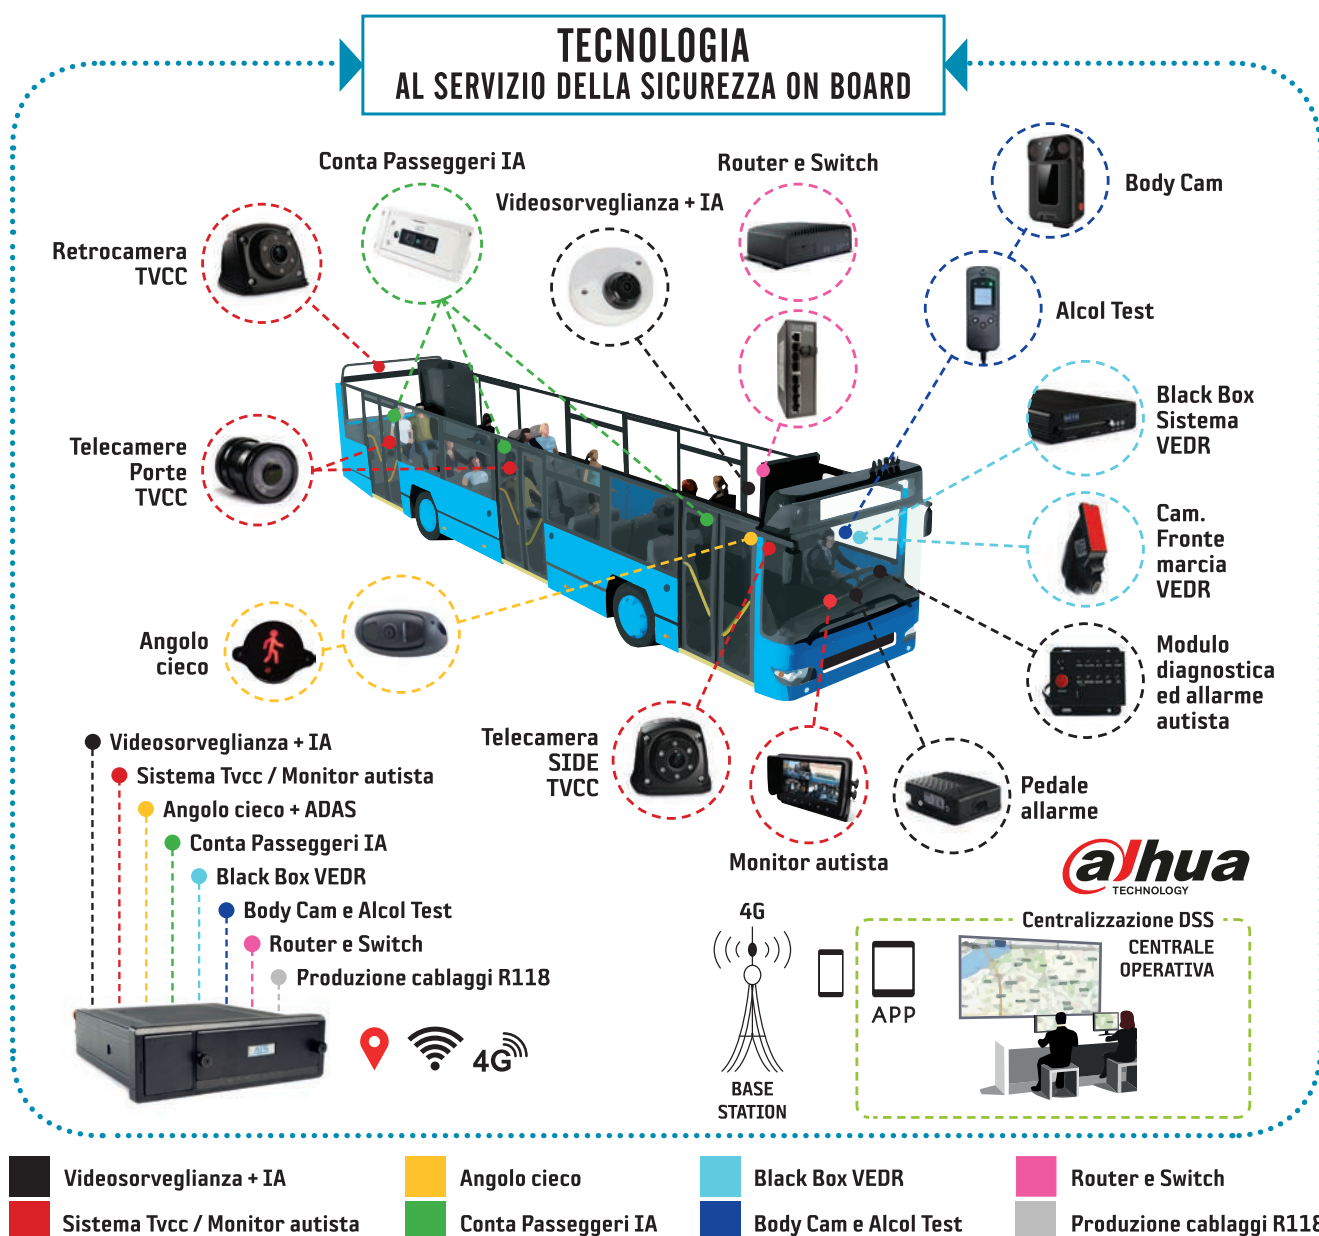 TECNOLOGIA
AL SERVIZIO DELLA SICUREZZA ON BOARD
Conta Passeggeri IA
Router e Switch
Body Cam
Videosorveglianza + IA
Retrocamera
TVCC
Alcol Test
Black Box
Sistema
VEDR
Telecamere
Porte
TVCC
Cam.
Fronte
marcia
VEDR
Angolo
cieco
Modulo
diagnostica
ed allarme
autista
Telecamera
SIDE
TVCC
Pedale
allarme
Monitor autista
Videosorveglianza + IA
Sistema Tvcc / Monitor autista
Angolo cieco + ADAS
Conta Passeggeri IA
Black Box VEDR
Body Cam e Alcol Test
Router e Switch
Produzione cablaggi R118
4G
alhua
TECHNOLOGY
4G
BASE
STATION
APP
Centralizzazione DSS
CENTRALE
OPERATIVA
Videosorveglianza + IA
Angolo cieco
Black Box VEDR
Router e Switch
Sistema Tvcc / Monitor autista
Conta Passeggeri IA
Body Cam e Alcol Test
Produzione cablaggi R118